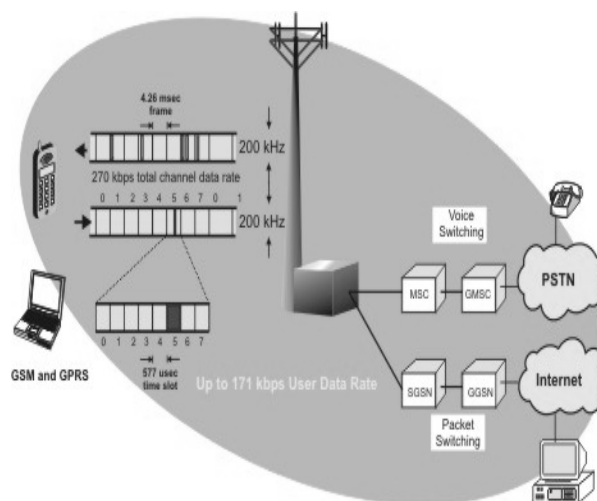 4.26 msec
frame
200 kHz
270 kbps total channel data rate
0 1 2 3 4 5 6 7 0 1
200 kHz
0 1 2 3 4 5 6 7
577 usec
time slot
GSM and GPRS
Up to 171 kbps User Data Rate
Voice
Switching
MSC
GMSC
PSTN
SGSN
GGSN
Internet
Packet
Switching